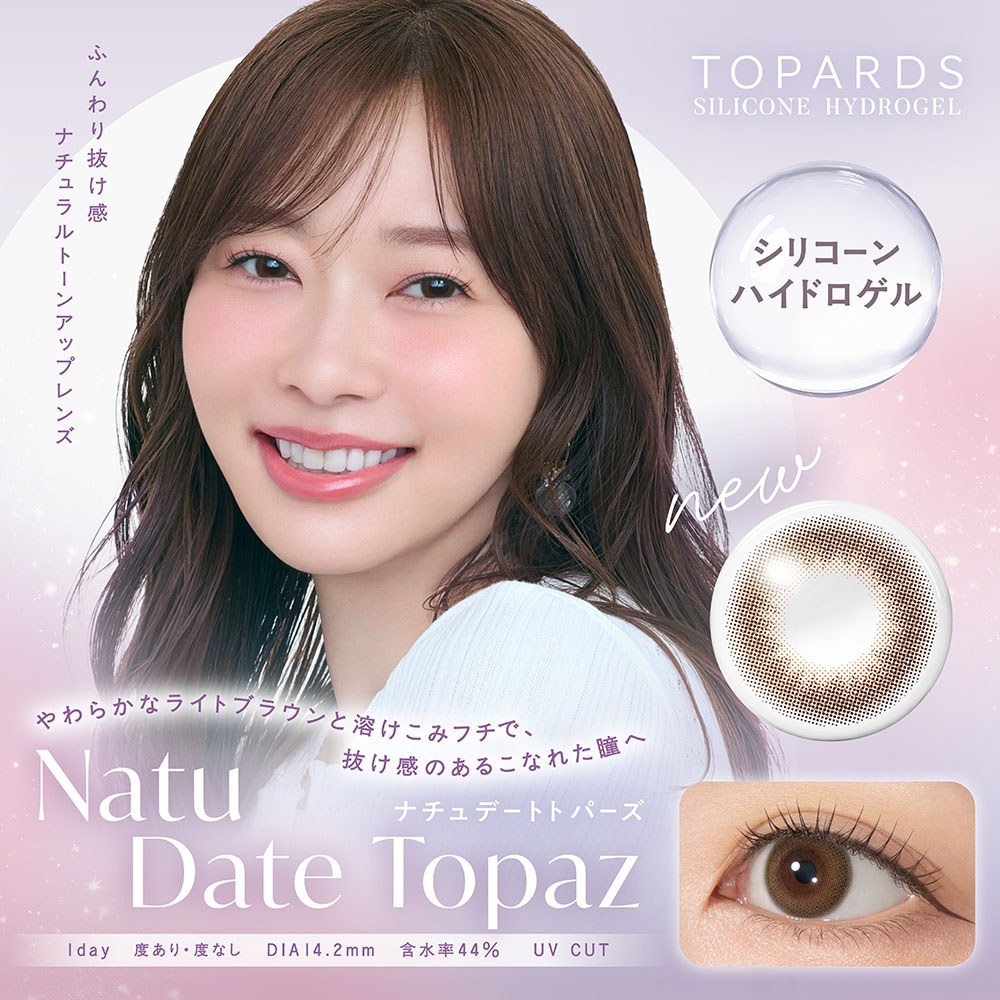 ふんわり抜け感
ナチュラルトーンアップレンズ
TOPARDS
SILICONE HYDROGEL
シリコーン
ハイドロゲル
new
やわらかなライトブラウンと溶けこみフチで、
抜け感のあるこなれた瞳へ
Natu
ナチュデートトパーズ
Date Topaz
1day 度あり・度なし DIA14.2mm 含水率44% UV CUT